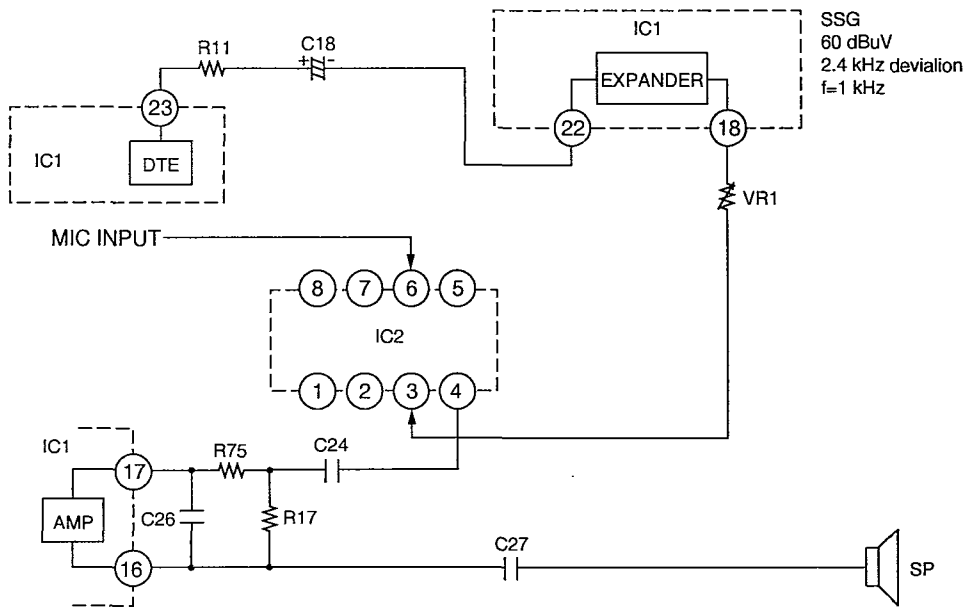 SSG
60 dBuV
2.4 kHz devialion
f=1 kHz
IC1
EXPANDER
22
18
R11
C18
+
-
23
IC1
DTE
VR1
MIC INPUT
8
7
6
5
IC2
1
2
3
4
IC1
17
R75
C24
AMP
C26
R17
16
C27
SP